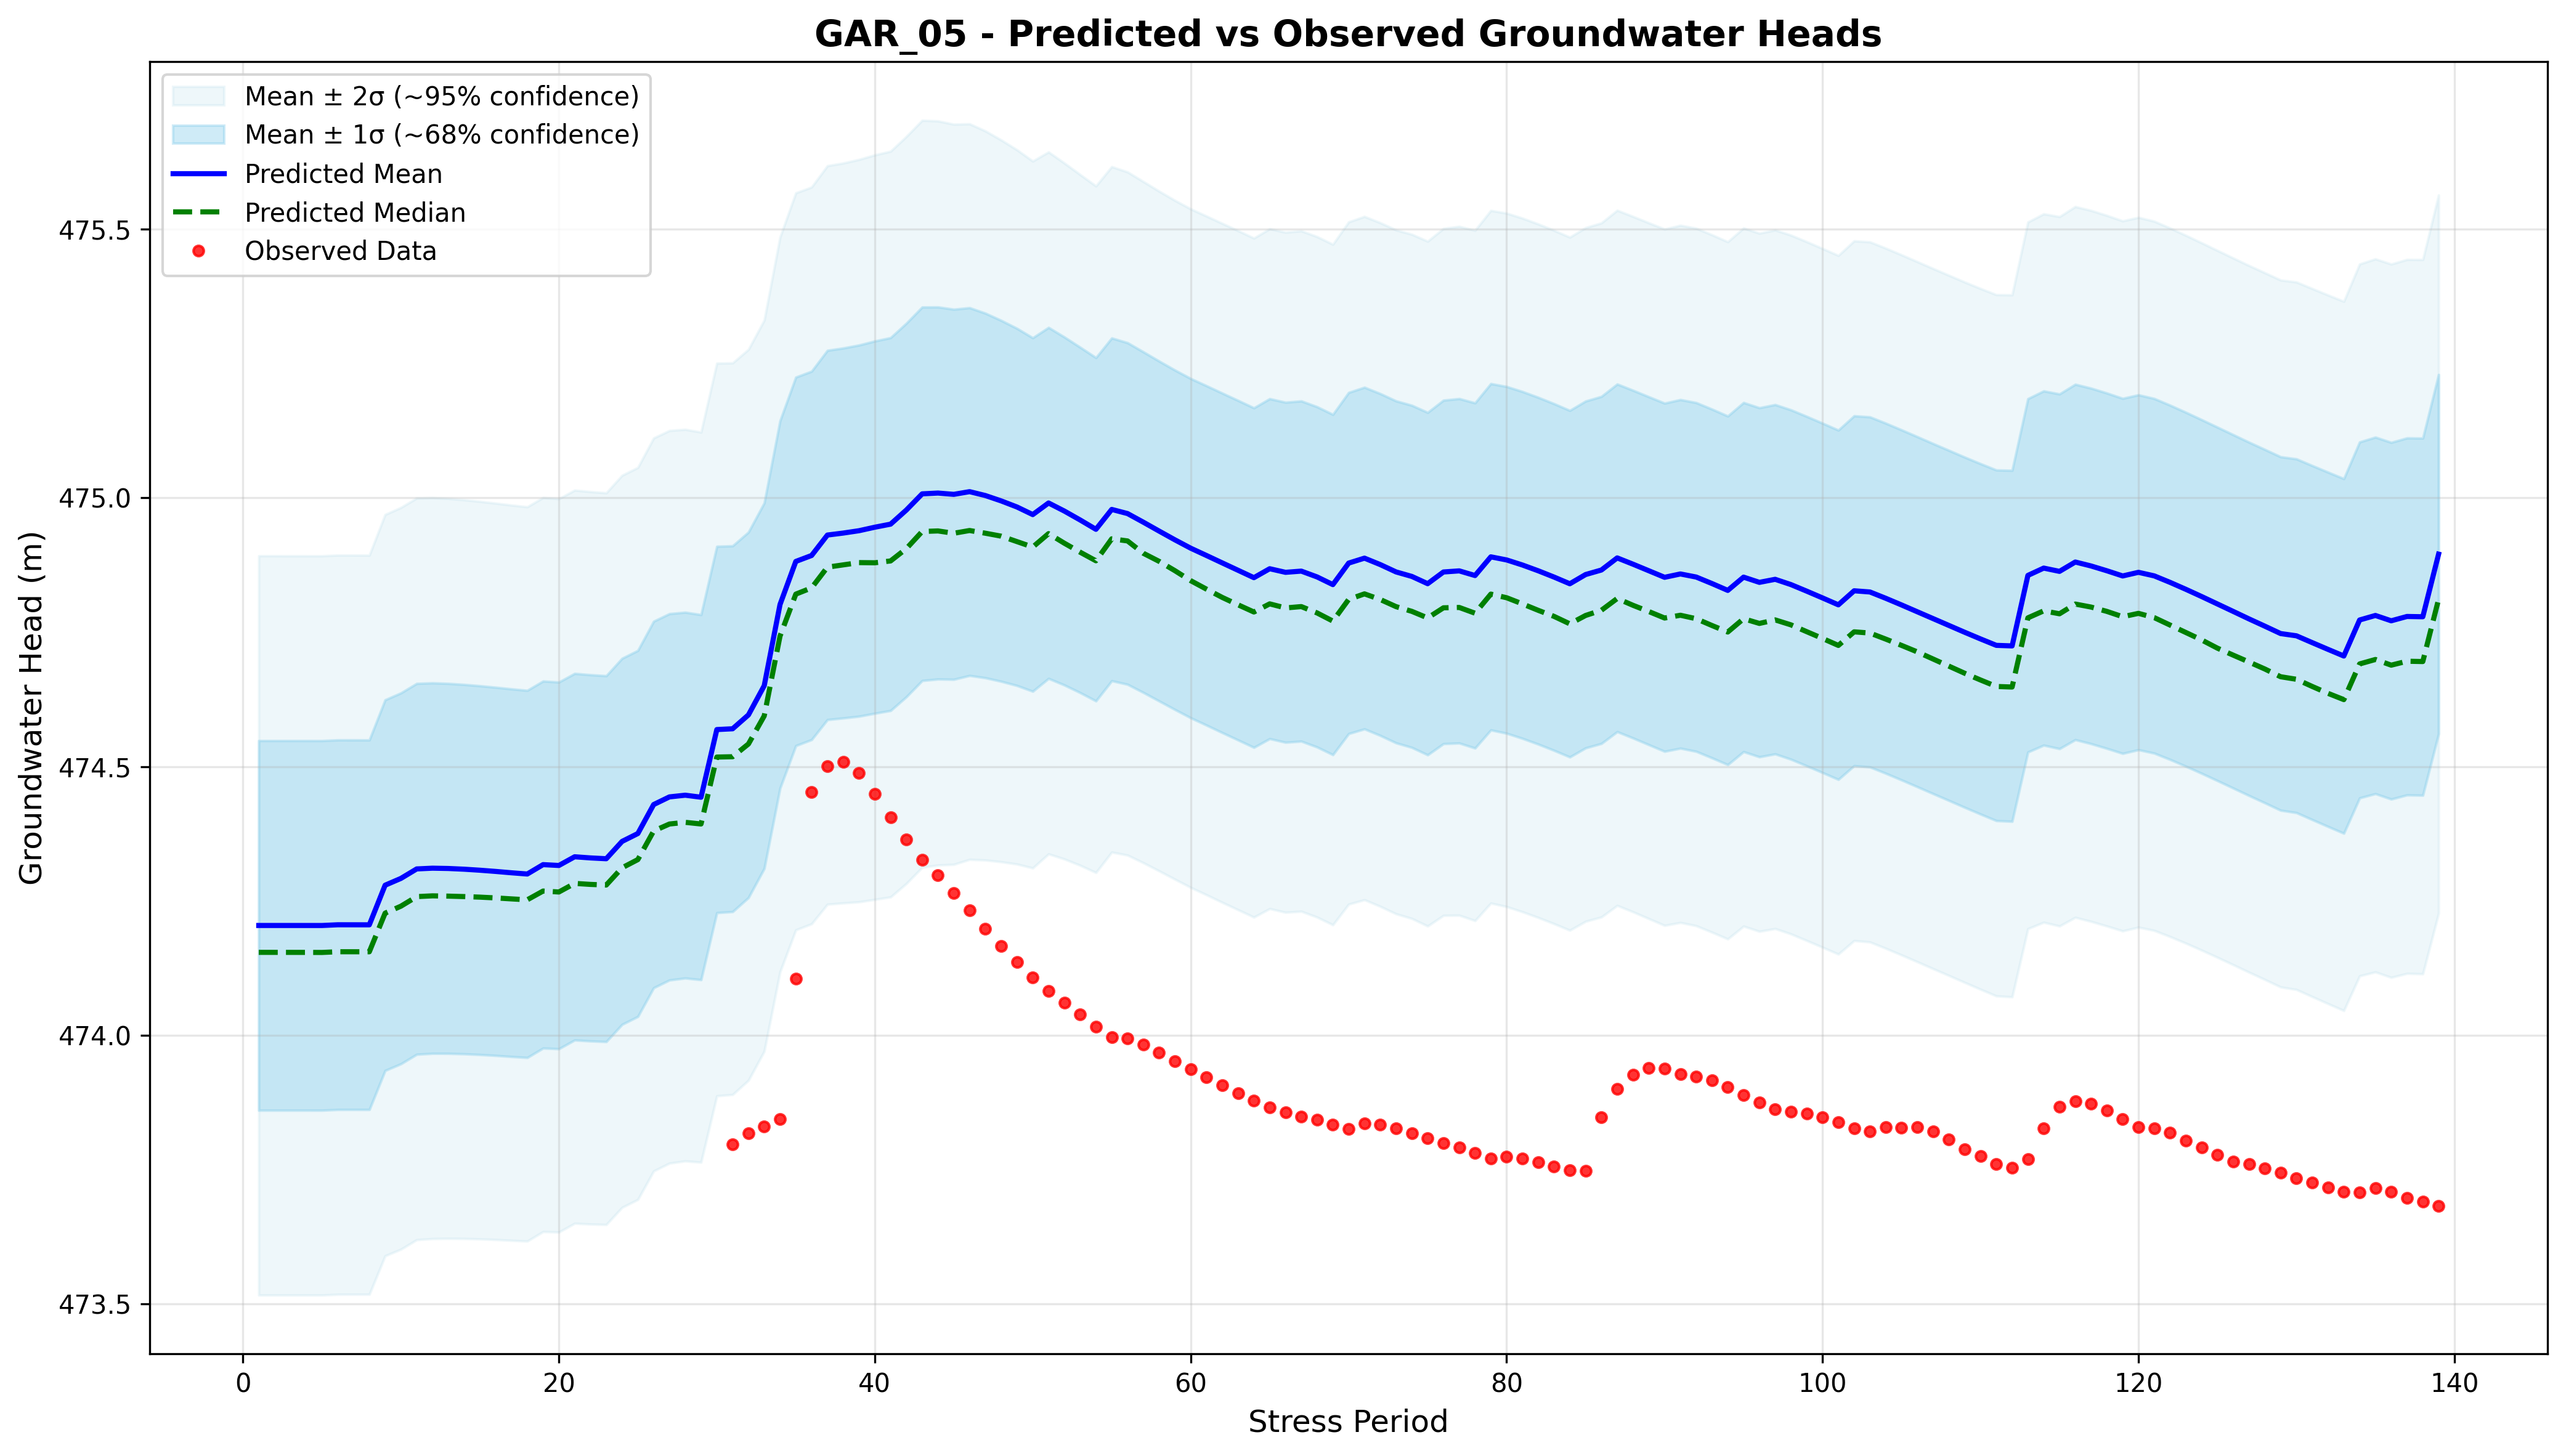 GAR_05 - Predicted vs Observed Groundwater Heads
Mean ± 2σ (~95% confidence)
Mean ± 1σ (~68% confidence)
Predicted Mean
Predicted Median
Observed Data
Groundwater Head (m)
475.5
475.0
474.5
474.0
473.5
0 20 40 60 80 100 120 140
Stress Period